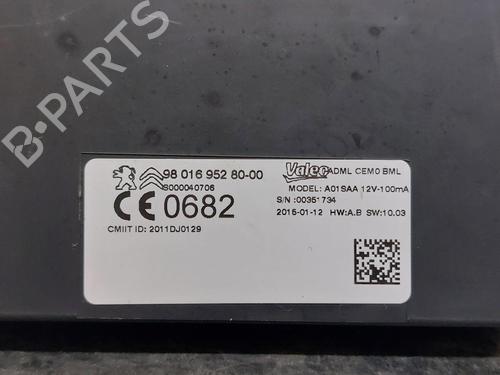 B-PARTS
98 016 952 80-00
S000040706
CE 0682
CMIIT ID: 2011DJ0129
Valeo ADML CEM0 BML
MODEL: A01SAA 12V-100mA
S/N :00351734
2015-01-12 HW:A.B SW:10.03